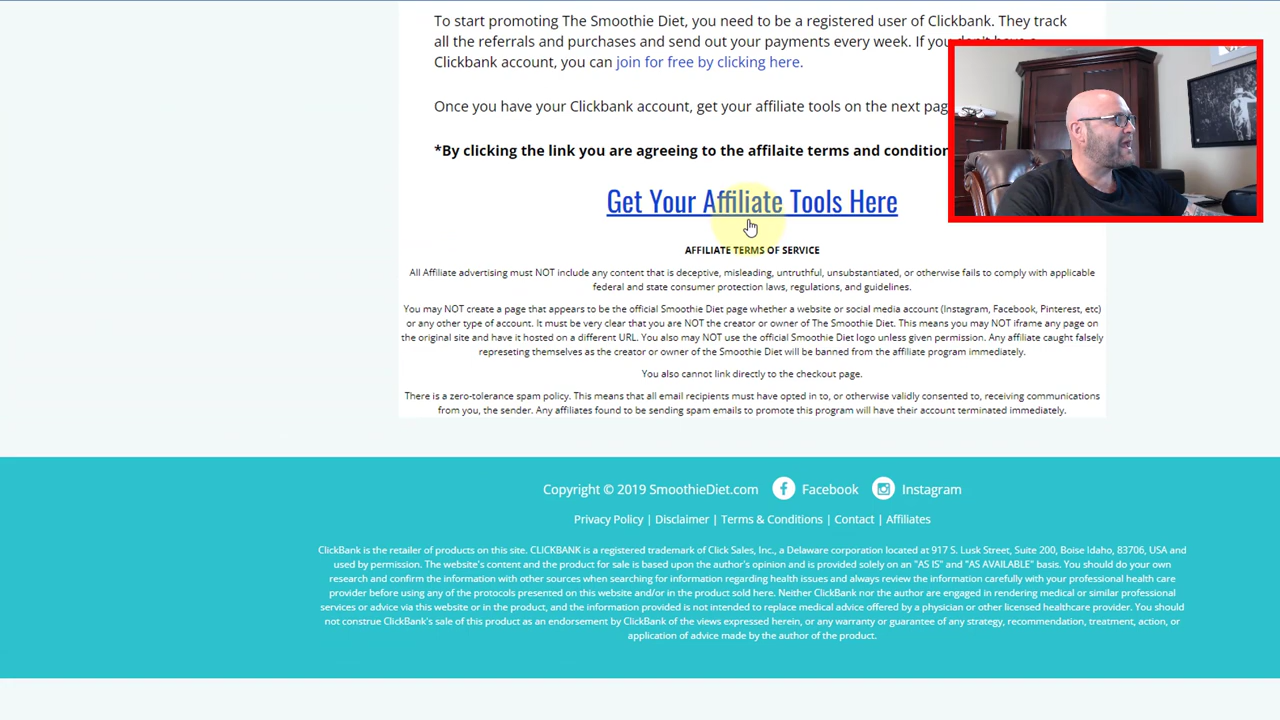 To start promoting The Smoothie Diet, you need to be a registered user of Clickbank. They track
all the referrals and purchases and send out your payments every week. If you don't have a
Clickbank account, you can join for free by clicking here.
Once you have your Clickbank account, get your affiliate tools on the next
*By clicking the link you are agreeing to the affilaite terms and
Get Your Affiliate Tools Here
AFFILIATE TERMS OF SERVICE
All Affiliate advertising must NOT include any content that is deceptive, misleading, untruthful, unsubstantiated, or otherwise fails to comply with applicable
federal and state consumer protection laws, regulations, and guidelines.
You may NOT create a page that appears to be the official Smoothie Diet page whether a website or social media account (Instagram, Facebook, Pinterest, etc)
or any other type of account. It must be very clear that you are NOT the creator or owner of The Smoothie Diet. This means you may NOT iframe any page on
the original site and have it hosted on a different URL. You also may NOT use the official Smoothie Diet logo unless given permission. Any affiliate caught falsely
represeting themselves as the creator or owner of the Smoothie Diet will be banned from the affiliate program immediately.
You also cannot link directly to the checkout page.
There is a zero-tolerance spam policy. This means that all email recipients must have opted in to, or otherwise validly consented to, receiving communications
from you, the sender. Any affiliates found to be sending spam emails to promote this program will have their account terminated immediately.
Copyright © 2019 SmoothieDiet.com Facebook Instagram
Privacy Policy | Disclaimer | Terms & Conditions | Contact | Affiliates
ClickBank is the retailer of products on this site. CLICKBANK is a registered trademark of Click Sales, Inc., a Delaware corporation located at 917 S. Lusk Street, Suite 200, Boise Idaho, 83706, USA and
used by permission. The website's content and the product for sale is based upon the author's opinion and is provided solely on an "AS IS" and "AS AVAILABLE" basis. You should do your own
research and confirm the information with other sources when searching for information regarding health issues and always review the information carefully with your professional health care
provider before using any of the protocols presented on this website and/or in the product sold here. Neither ClickBank nor the author are engaged in rendering medical or similar professional
services or advice via this website or in the product, and the information provided is not intended to replace medical advice offered by a physician or other licensed healthcare provider. You should
not construe ClickBank's sale of this product as an endorsement by ClickBank of the views expressed herein, or any warranty or guarantee of any strategy, recommendation, treatment, action, or
application of advice made by the author of the product.